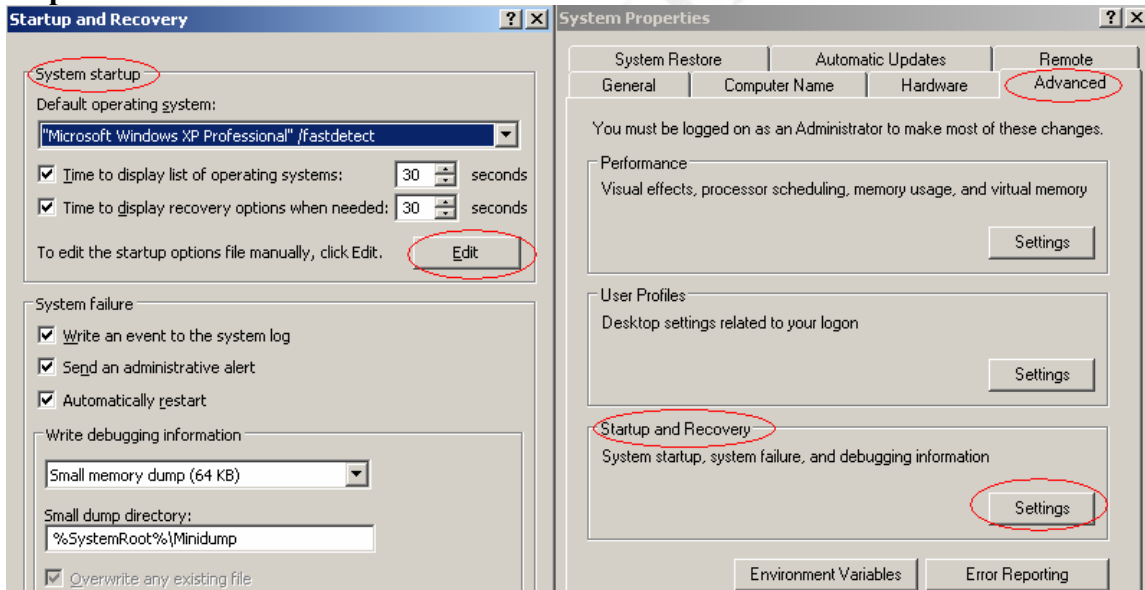 Startup and Recovery
System startup
Default operating system:
"Microsoft Windows XP Professional" /fastdetect
Time to display list of operating systems: 30 seconds
Time to display recovery options when needed: 30 seconds
To edit the startup options file manually, click Edit. Edit
System failure
Write an event to the system log
Send an administrative alert
Automatically restart
Write debugging information
Small memory dump (64 KB)
Small dump directory:
%SystemRoot%\Minidump
Overwrite any existing file
System Properties
System Restore Automatic Updates Remote
General Computer Name Hardware Advanced
You must be logged on as an Administrator to make most of these changes.
Performance
Visual effects, processor scheduling, memory usage, and virtual memory
Settings
User Profiles
Desktop settings related to your logon
Settings
Startup and Recovery
System startup, system failure, and debugging information
Settings
Environment Variables Error Reporting